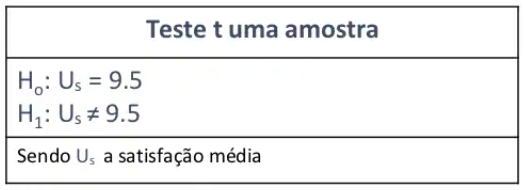 Teste t uma amostra
Hₒ: Uₛ = 9.5
H₁: Uₛ ≠ 9.5
Sendo Uₛ a satisfação média